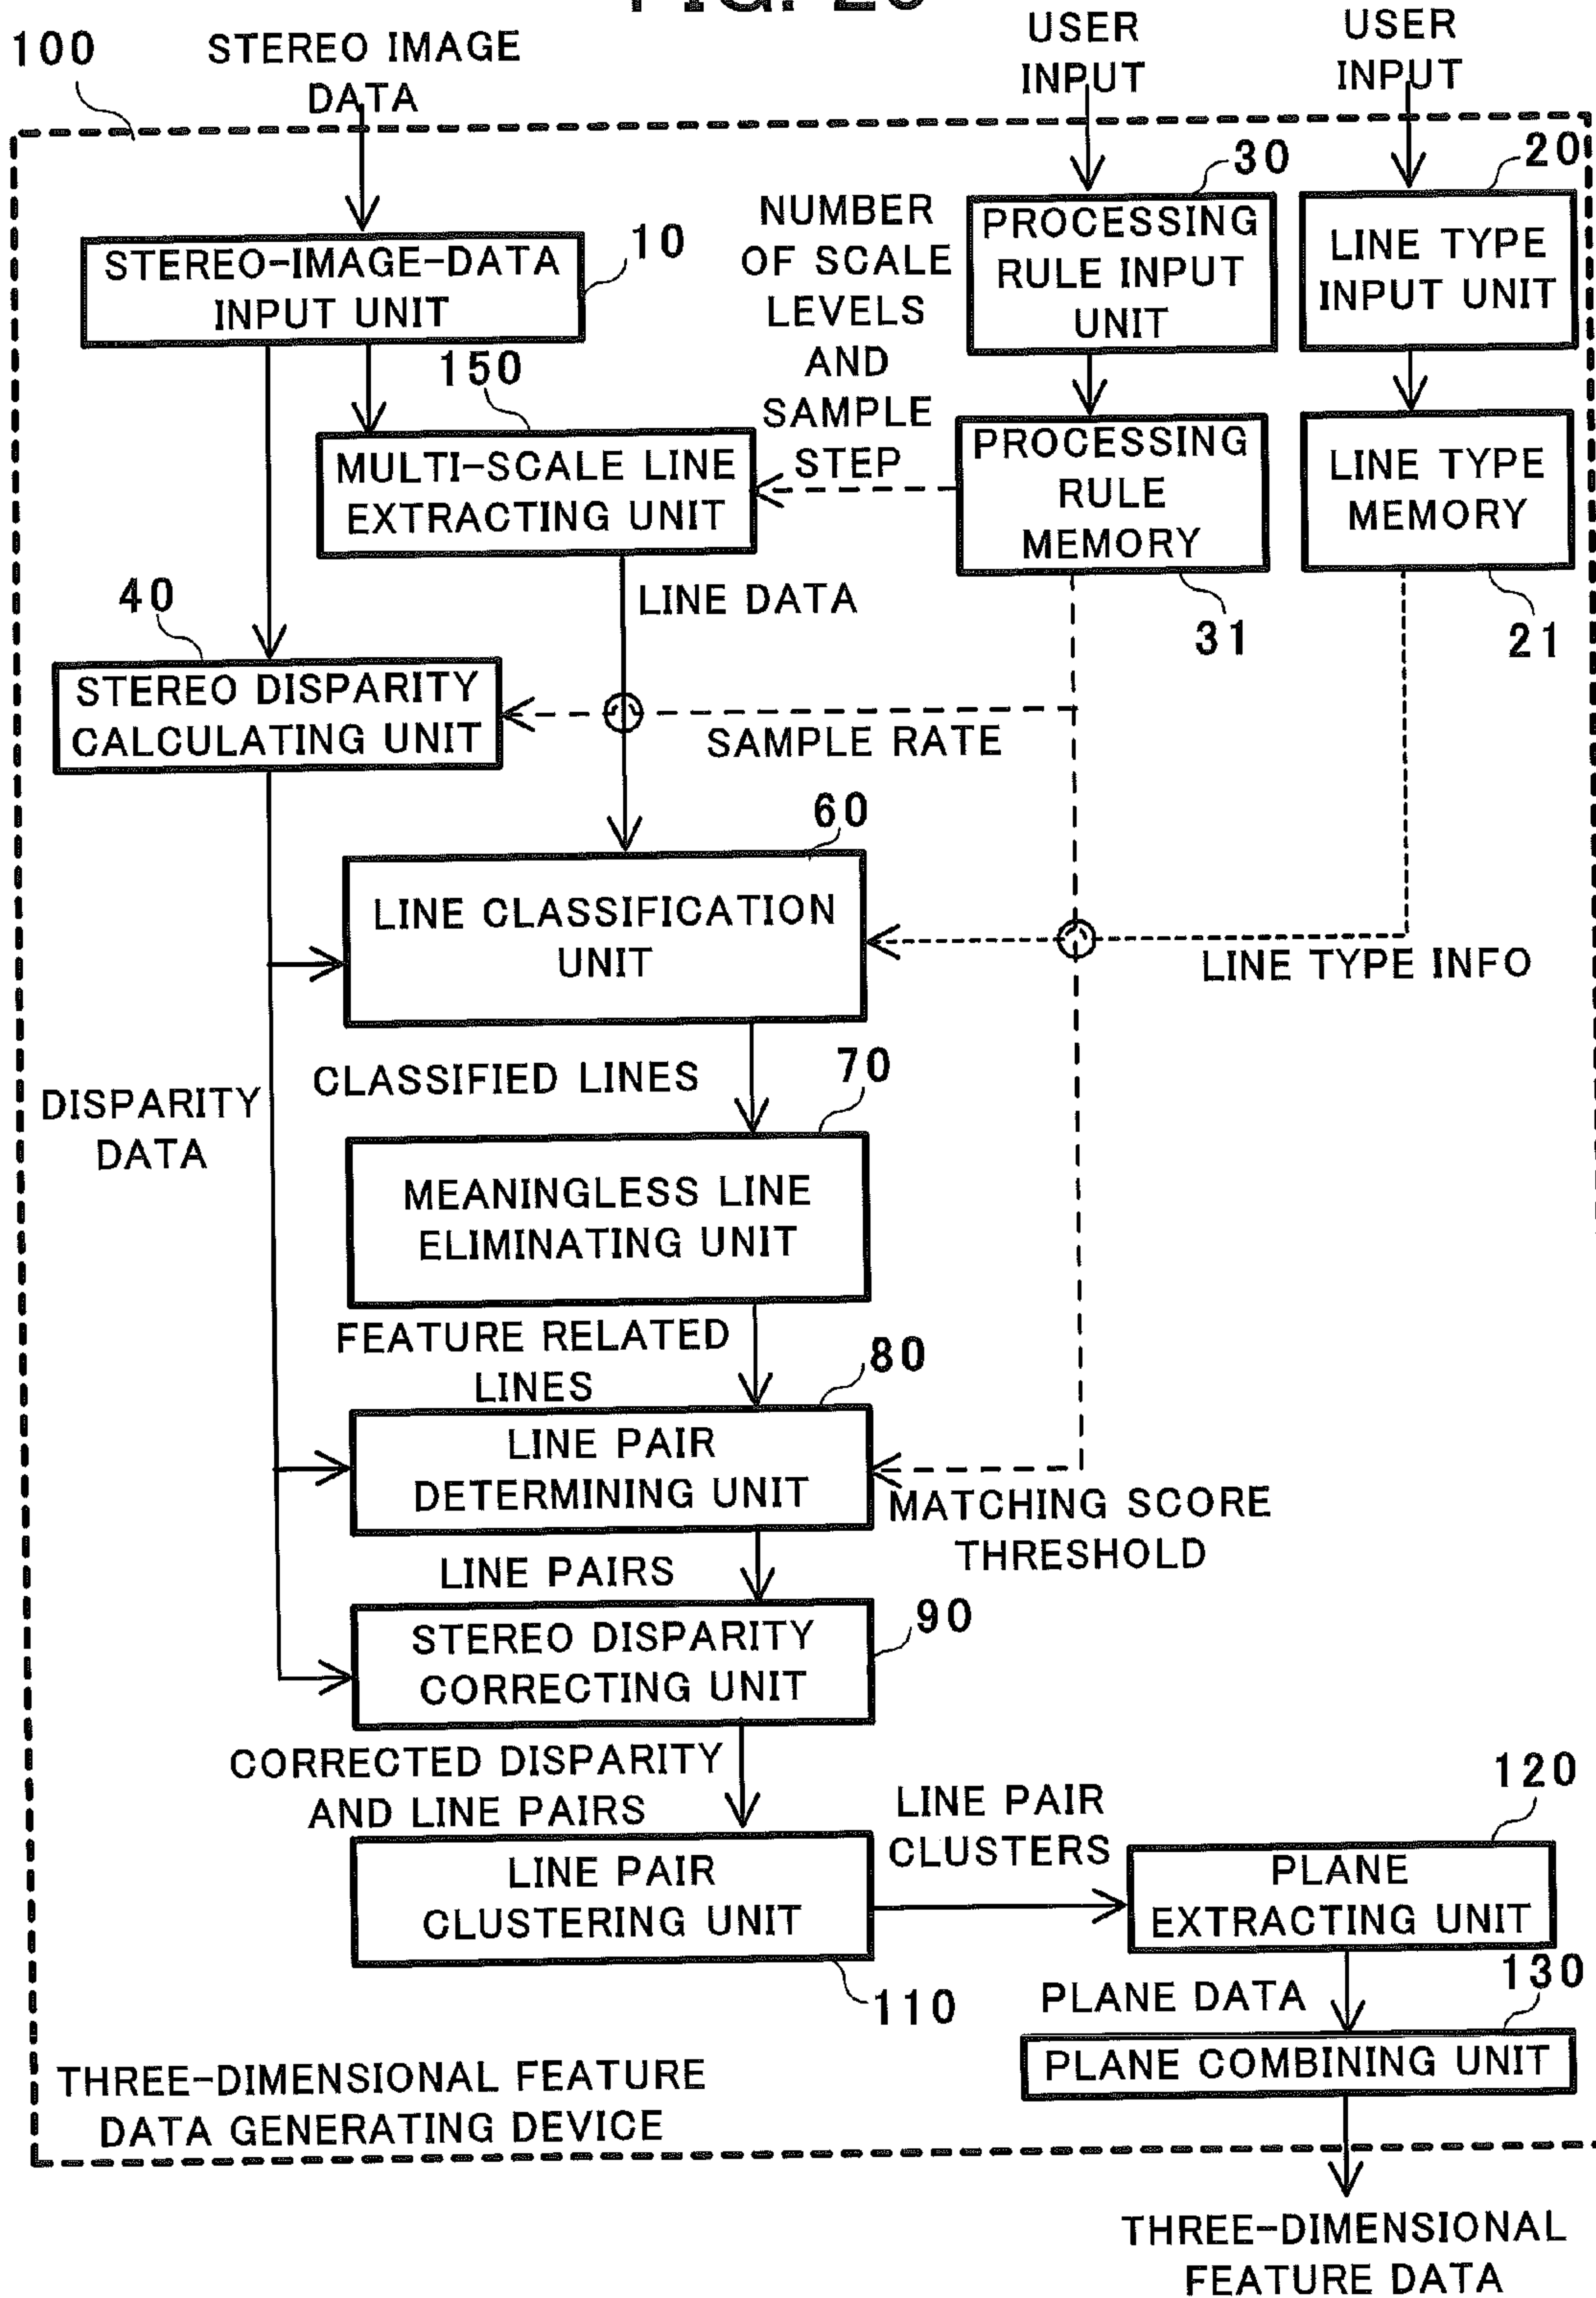 100
STEREO IMAGE
DATA
USER
INPUT
USER
INPUT
30
20
NUMBER
OF SCALE
LEVELS
AND
SAMPLE
STEP
PROCESSING
RULE INPUT
UNIT
LINE TYPE
INPUT UNIT
STEREO-IMAGE-DATA
INPUT UNIT
10
150
MULTI-SCALE LINE
EXTRACTING UNIT
PROCESSING
RULE
MEMORY
LINE TYPE
MEMORY
40
LINE DATA
31
21
STEREO DISPARITY
CALCULATING UNIT
SAMPLE RATE
60
LINE CLASSIFICATION
UNIT
LINE TYPE INFO
CLASSIFIED LINES
70
DISPARITY
DATA
MEANINGLESS LINE
ELIMINATING UNIT
FEATURE RELATED
LINES
80
LINE PAIR
DETERMINING UNIT
MATCHING SCORE
THRESHOLD
LINE PAIRS
90
STEREO DISPARITY
CORRECTING UNIT
CORRECTED DISPARITY
AND LINE PAIRS
LINE PAIR
CLUSTERS
120
LINE PAIR
CLUSTERING UNIT
PLANE
EXTRACTING UNIT
110
PLANE DATA
130
PLANE COMBINING UNIT
THREE-DIMENSIONAL FEATURE
DATA GENERATING DEVICE
THREE-DIMENSIONAL
FEATURE DATA